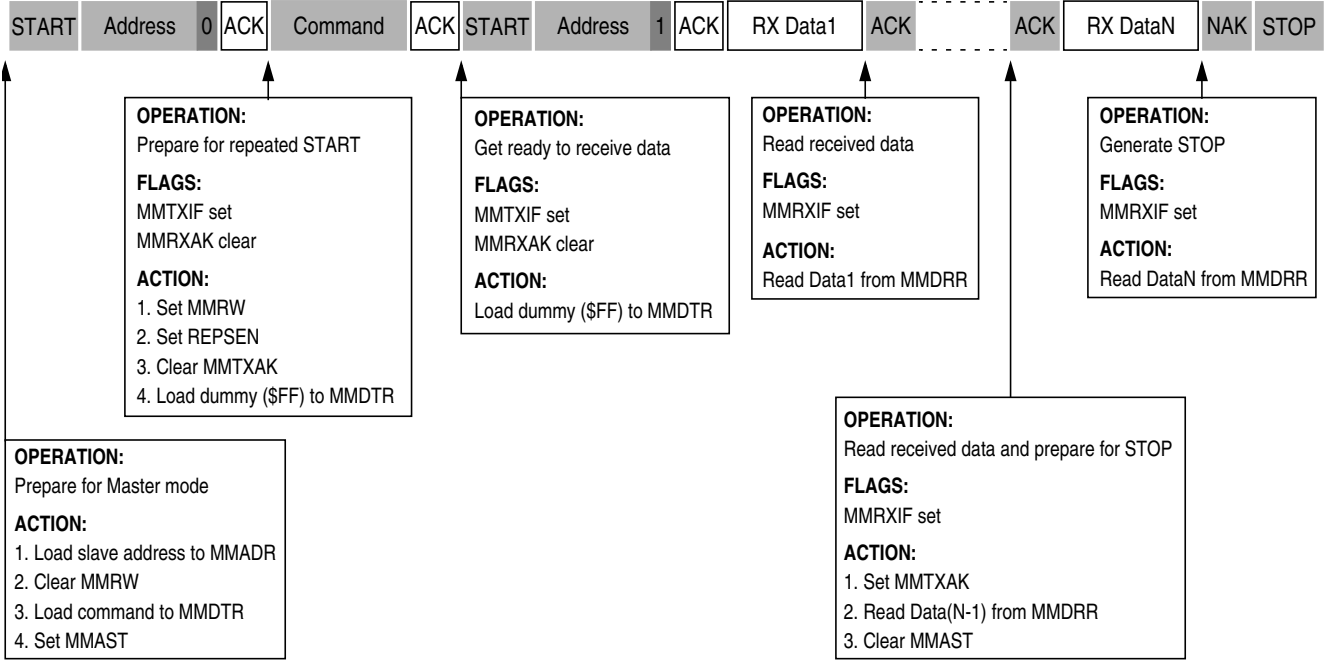 START Address 0 ACK Command ACK START Address 1 ACK RX Data1 ACK ACK RX DataN NAK STOP
OPERATION:
Prepare for repeated START
FLAGS:
MMTXIF set
MMRXAK clear
ACTION:
1. Set MMRW
2. Set REPSEN
3. Clear MMTXAK
4. Load dummy ($FF) to MMDTR
OPERATION:
Get ready to receive data
FLAGS:
MMTXIF set
MMRXAK clear
ACTION:
Load dummy ($FF) to MMDTR
OPERATION:
Read received data
FLAGS:
MMRXIF set
ACTION:
Read Data1 from MMDRR
OPERATION:
Generate STOP
FLAGS:
MMRXIF set
ACTION:
Read DataN from MMDRR
OPERATION:
Prepare for Master mode
ACTION:
1. Load slave address to MMADR
2. Clear MMRW
3. Load command to MMDTR
4. Set MMAST
OPERATION:
Read received data and prepare for STOP
FLAGS:
MMRXIF set
ACTION:
1. Set MMTXAK
2. Read Data(N-1) from MMDRR
3. Clear MMAST